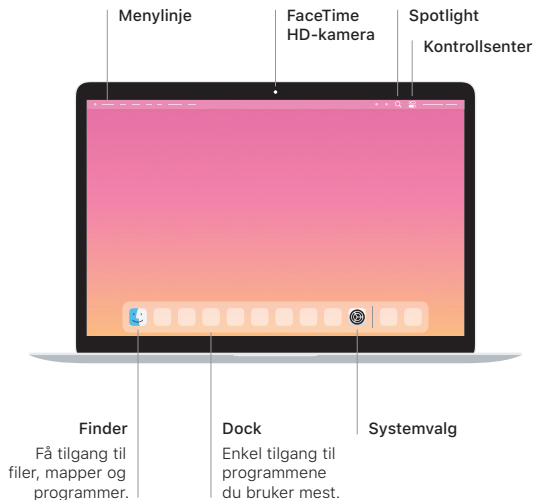 Menylinje
FaceTime
HD-kamera
Spotlight
Kontrollsenter
Finder
Få tilgang til
filer, mapper og
programmer.
Dock
Enkel tilgang til
programmene
du bruker mest.
Systemvalg